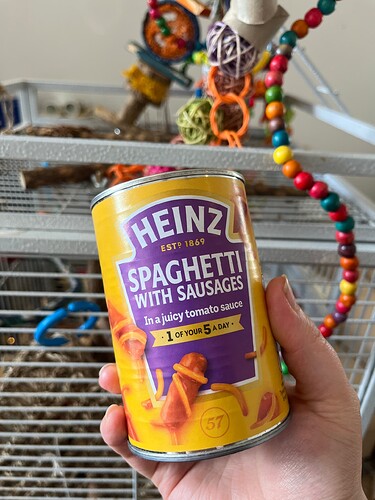 HEINZ
ESTD 1869
SPAGHETTI
WITH SAUSAGES
In a juicy tomato sauce
· 1 OF YOUR 5 A DAY ·
57